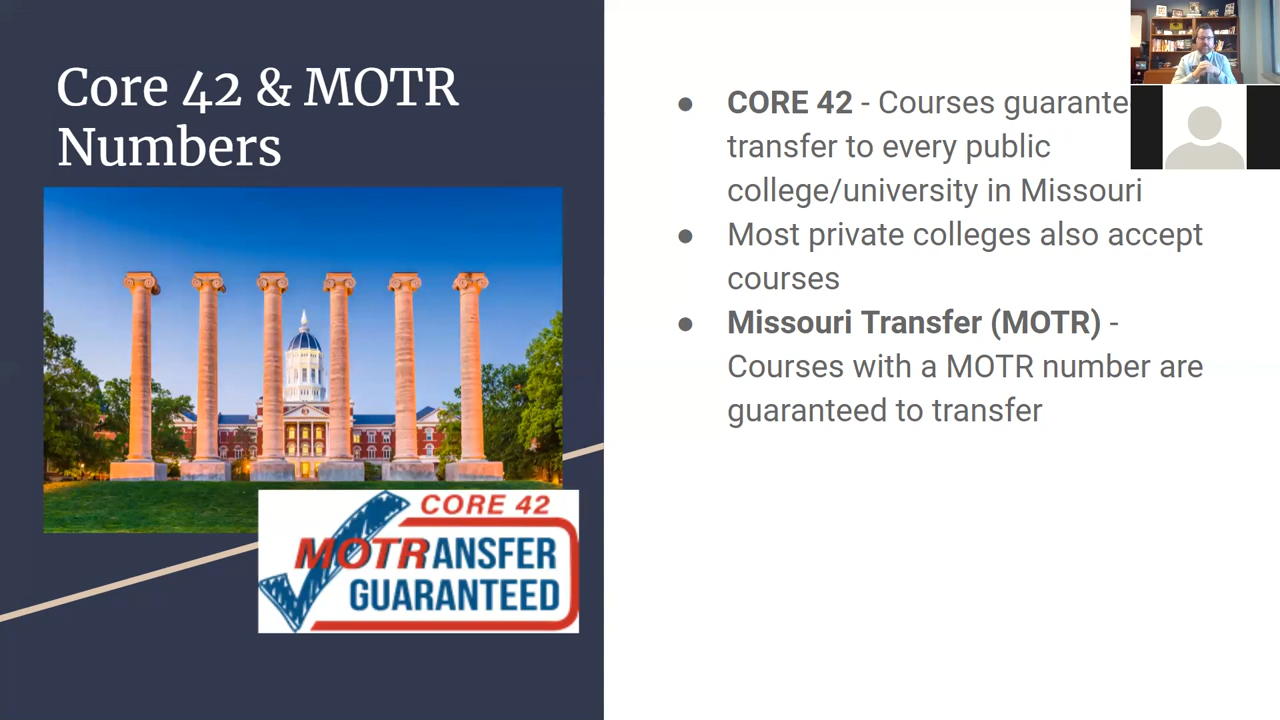 Core 42 & MOTR
Numbers
CORE 42
MOTRANSFER
GUARANTEED
● CORE 42 - Courses guarante
transfer to every public
college/university in Missouri
● Most private colleges also accept
courses
● Missouri Transfer (MOTR) -
Courses with a MOTR number are
guaranteed to transfer